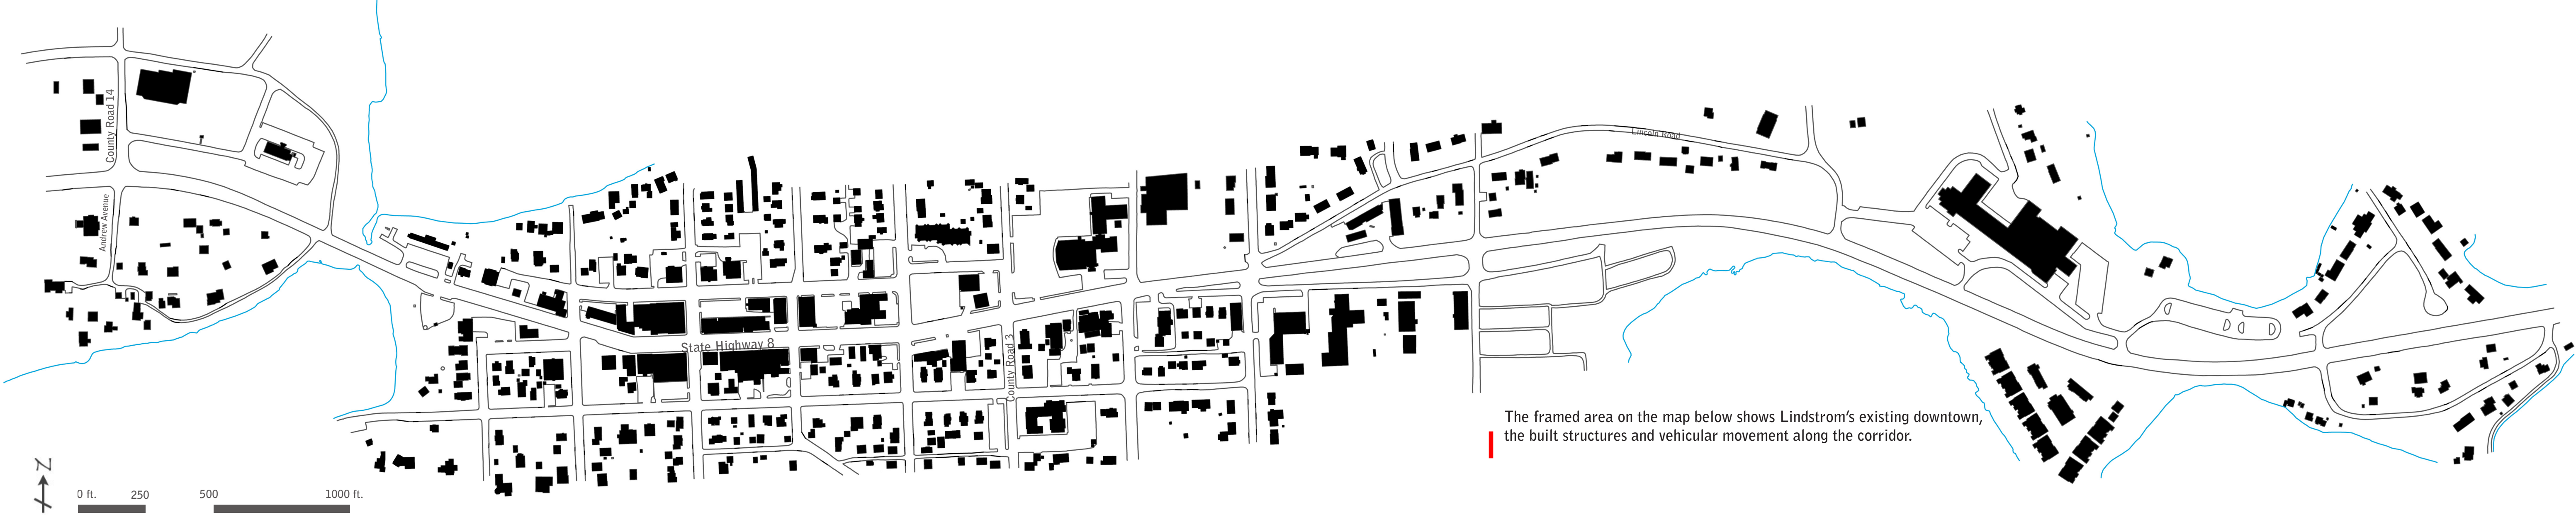 County Road 14
Lincoln Road
Andrew Avenue
State Highway 8
County Road 3
The framed area on the map below shows Lindstrom's existing downtown,
the built structures and vehicular movement along the corridor.
N
0 ft. 250 500 1000 ft.